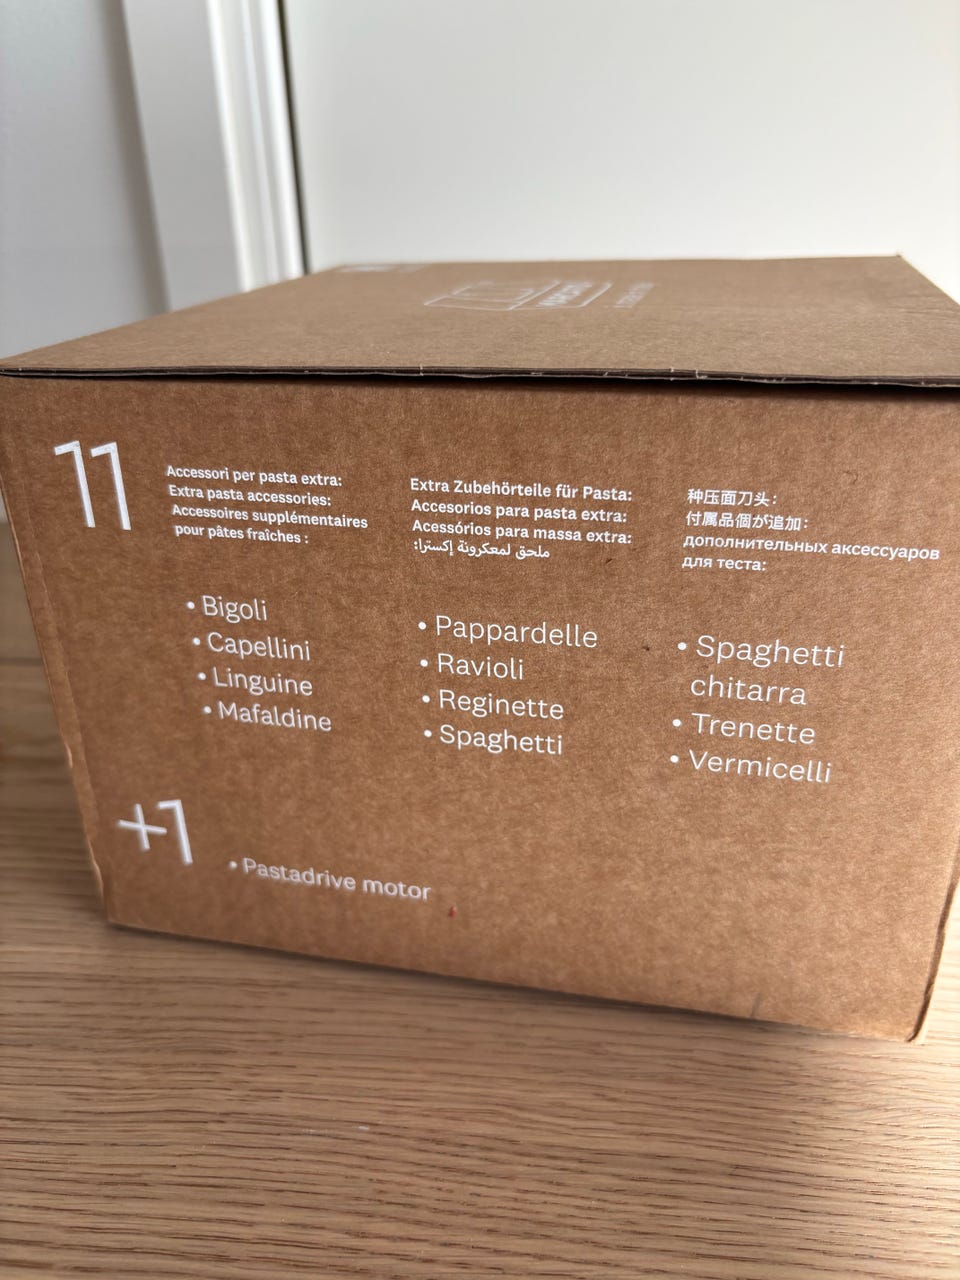 11
Accessori per pasta extra:
Extra pasta accessories:
Accessoires supplémentaires
pour pâtes fraîches :
• Bigoli
• Capellini
• Linguine
• Mafaldine
Extra Zubehörteile für Pasta:
Accesorios para pasta extra:
Acessórios para massa extra:
ملحق لمعكرونة إكسترا:
• Pappardelle
• Ravioli
• Reginette
• Spaghetti
种压面刀头：
付属品個が追加：
дополнительных аксессуаров
для теста:
• Spaghetti
chitarra
• Trenette
• Vermicelli
+1
• Pastadrive motor